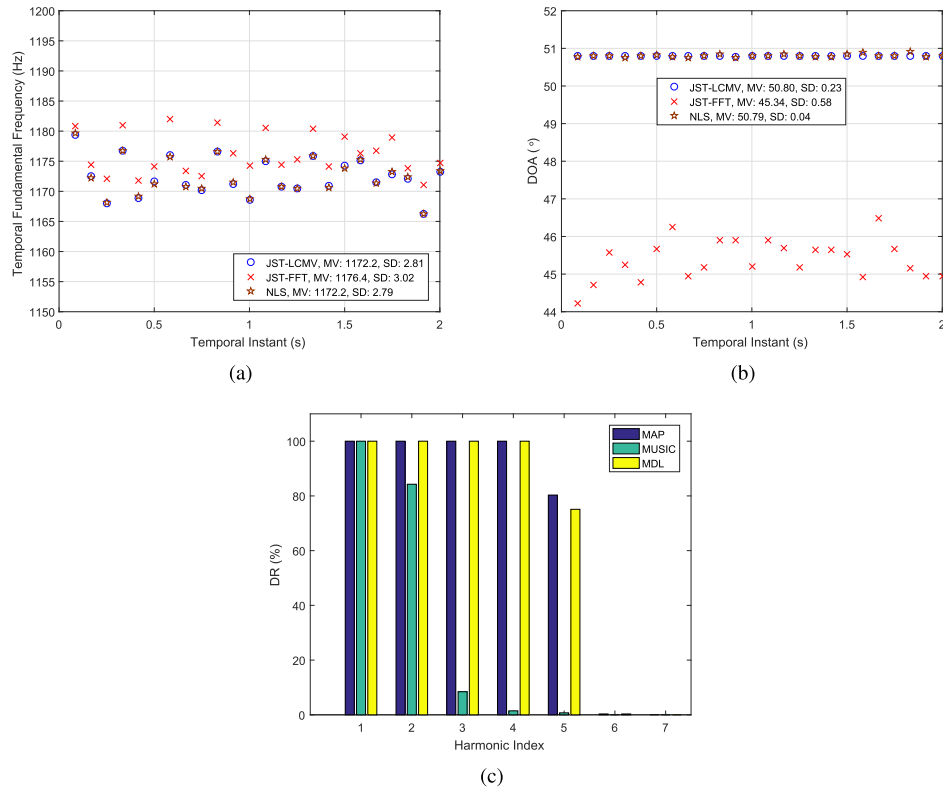 1200
1190
1180
1175
1170
1165
1160
1155
1150
Temporal Fundamental Frequency (Hz)
0
0.5
1
1.5
2
Temporal Instant (s)
JST-LCMV, MV: 1172.2, SD: 2.81
JST-FFT, MV: 1176.4, SD: 3.02
NLS, MV: 1172.2, SD: 2.79
(a)
52
51
50
49
48
47
46
45
44
DOA (°)
0
0.5
1
1.5
2
Temporal Instant (s)
JST-LCMV, MV: 50.80, SD: 0.23
JST-FFT, MV: 45.34, SD: 0.58
NLS, MV: 50.79, SD: 0.04
(b)
100
80
60
40
20
0
DR (%)
1
2
3
4
5
6
7
Harmonic Index
MAP
MUSIC
MDL
(c)